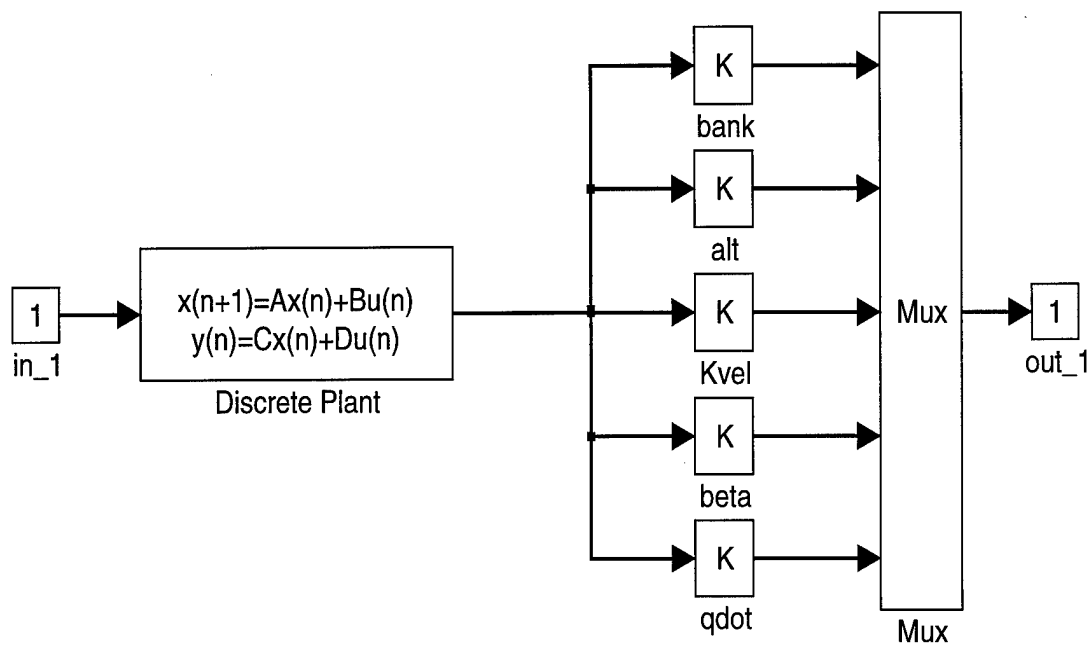 1
in_1
x(n+1)=Ax(n)+Bu(n)
y(n)=Cx(n)+Du(n)
Discrete Plant
K
bank
K
alt
K
Kvel
K
beta
K
qdot
Mux
Mux
1
out_1